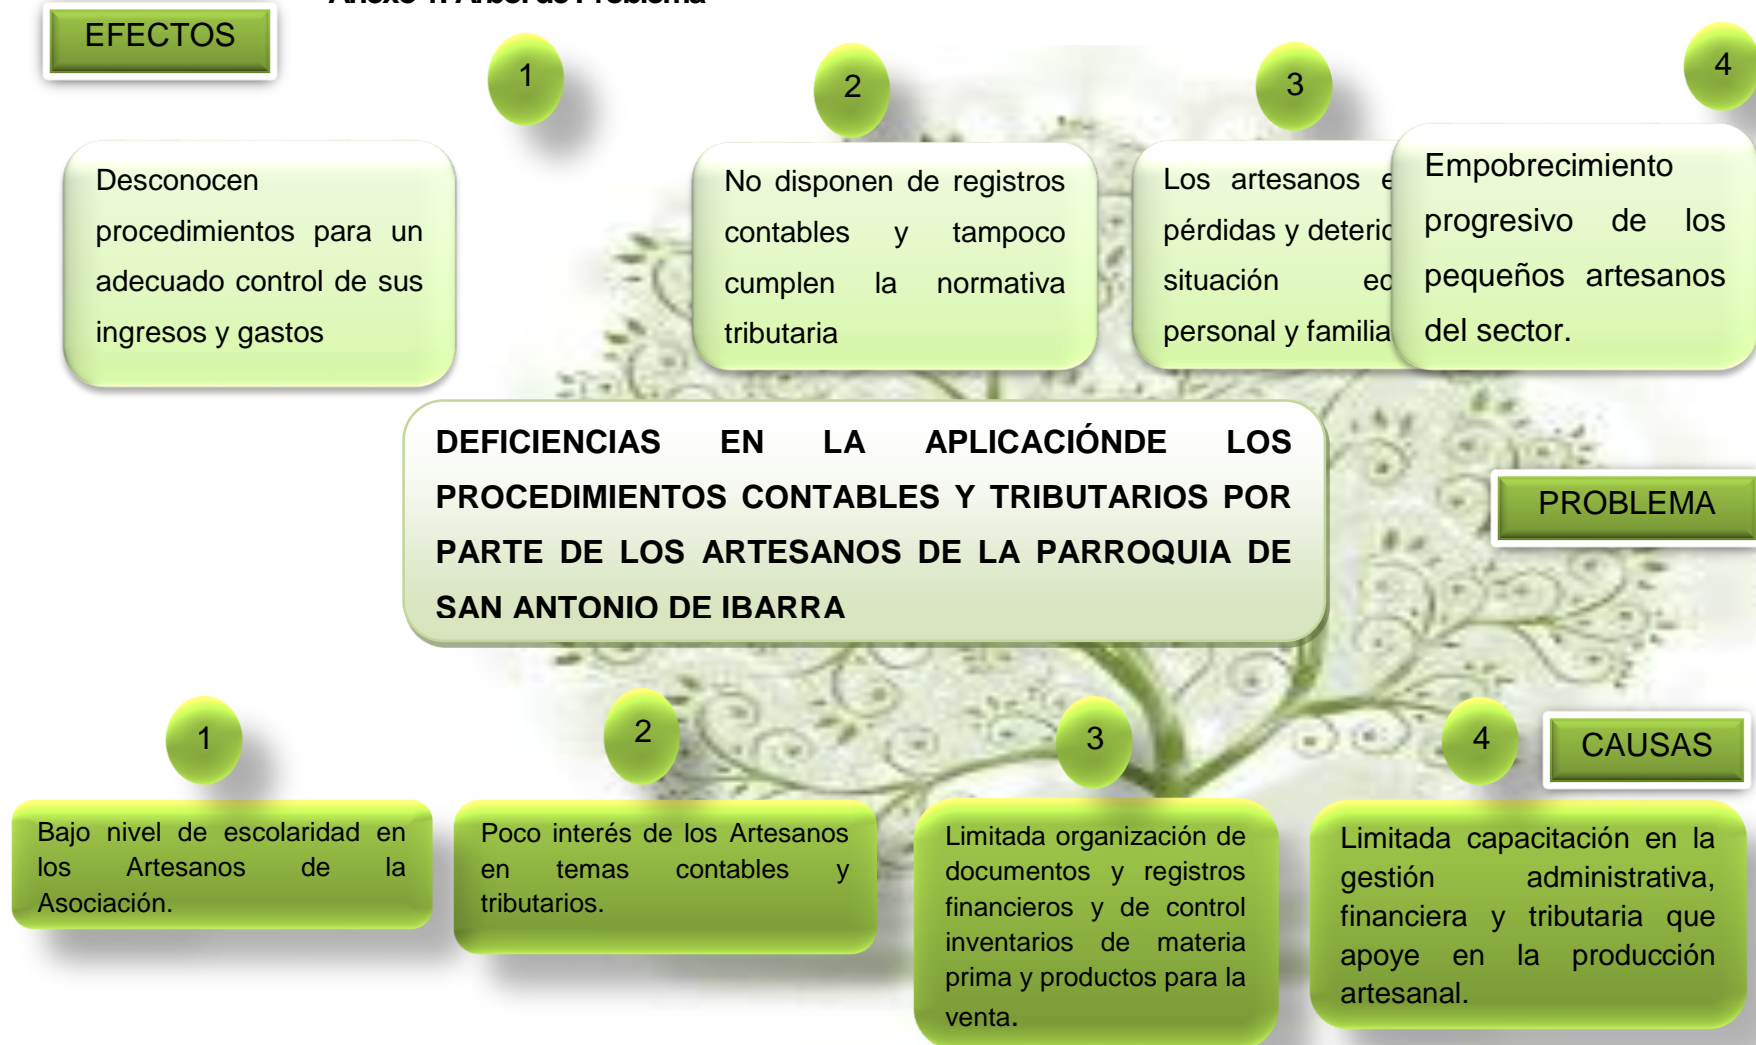 Anexo 1: Árbol de Problema
EFECTOS
1
2
3
4
Desconocen
procedimientos para un
adecuado control de sus
ingresos y gastos
No disponen de registros
contables y tampoco
cumplen la normativa
tributaria
Los artesanos
pérdidas y
situación
personal y
Empobrecimiento
progresivo de los
pequeños artesanos
del sector.
DEFICIENCIAS EN LA APLICACIÓNDE LOS
PROCEDIMIENTOS CONTABLES Y TRIBUTARIOS POR
PARTE DE LOS ARTESANOS DE LA PARROQUIA DE
SAN ANTONIO DE IBARRA
PROBLEMA
CAUSAS
1
2
3
4
Bajo nivel de escolaridad en
los Artesanos de la
Asociación.
Poco interés de los Artesanos
en temas contables y
tributarios.
Limitada organización de
documentos y registros
financieros y de control
inventarios de materia
prima y productos para la
venta.
Limitada capacitación en la
gestión administrativa,
financiera y tributaria que
apoye en la producción
artesanal.